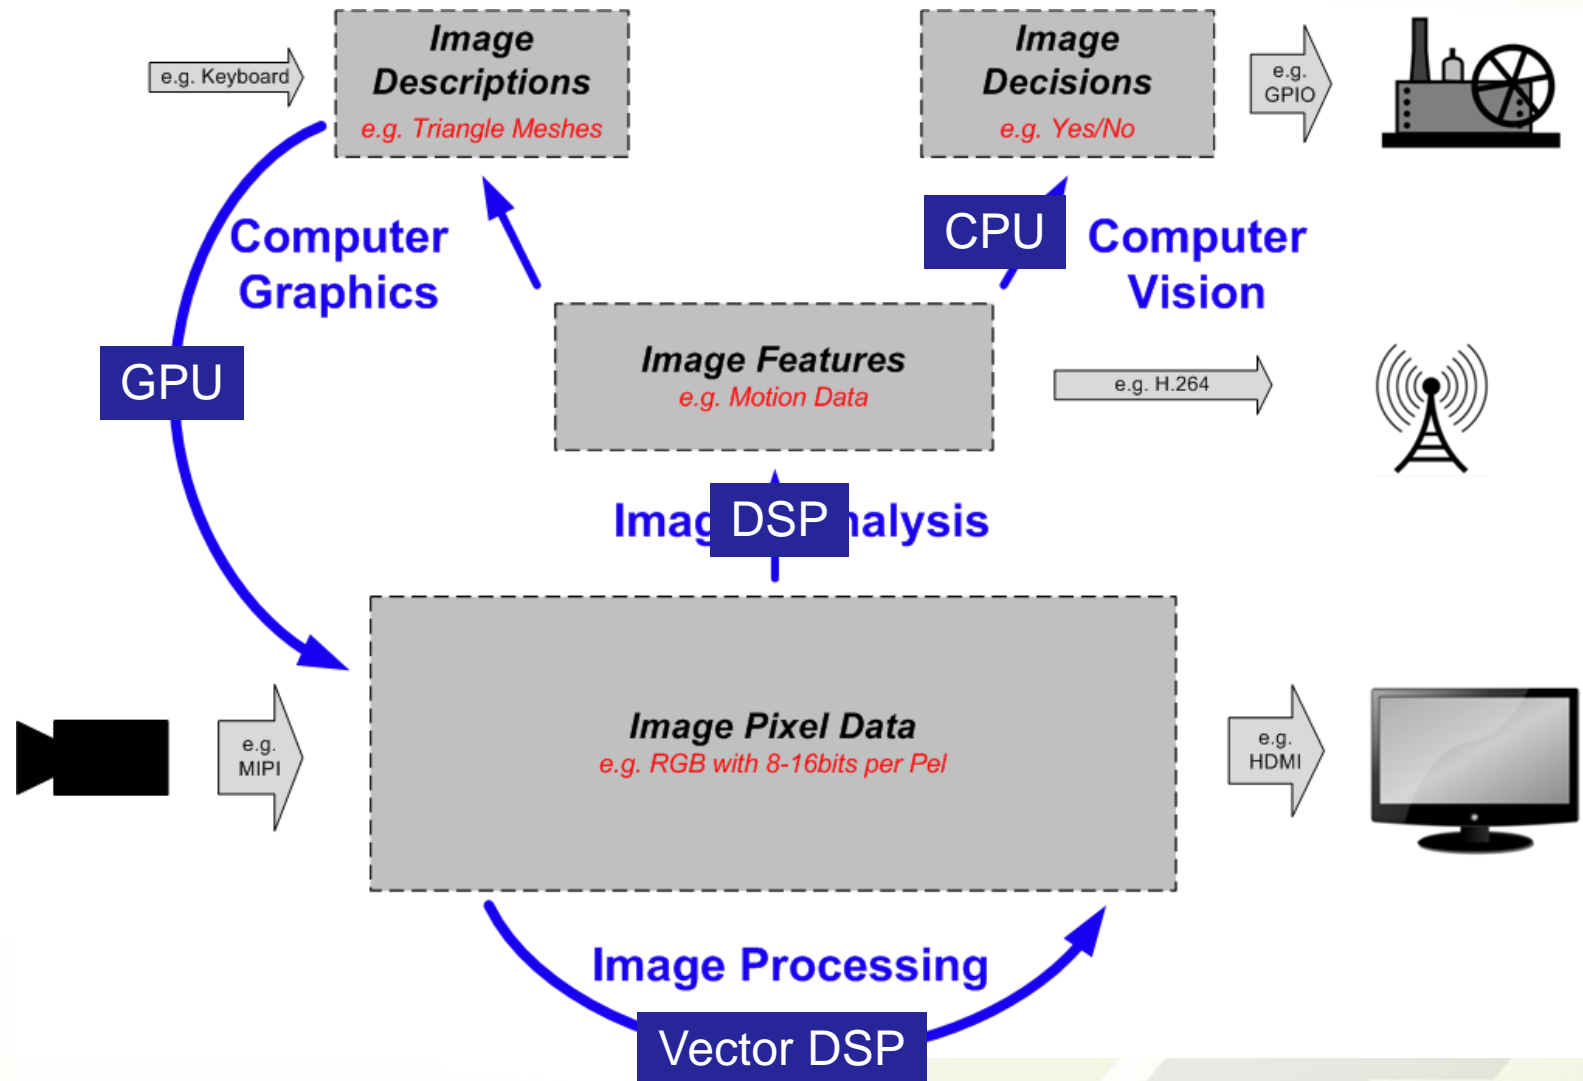 Image
Descriptions
e.g. Triangle Meshes
e.g. Keyboard
Image
Decisions
e.g. Yes/No
e.g.
GPIO
Computer
Graphics
CPU
Computer
Vision
GPU
Image Features
e.g. Motion Data
e.g. H.264
Imag
DSP
nalysis
Image Pixel Data
e.g. RGB with 8-16bits per Pel
e.g.
MIPI
e.g.
HDMI
Image Processing
Vector DSP